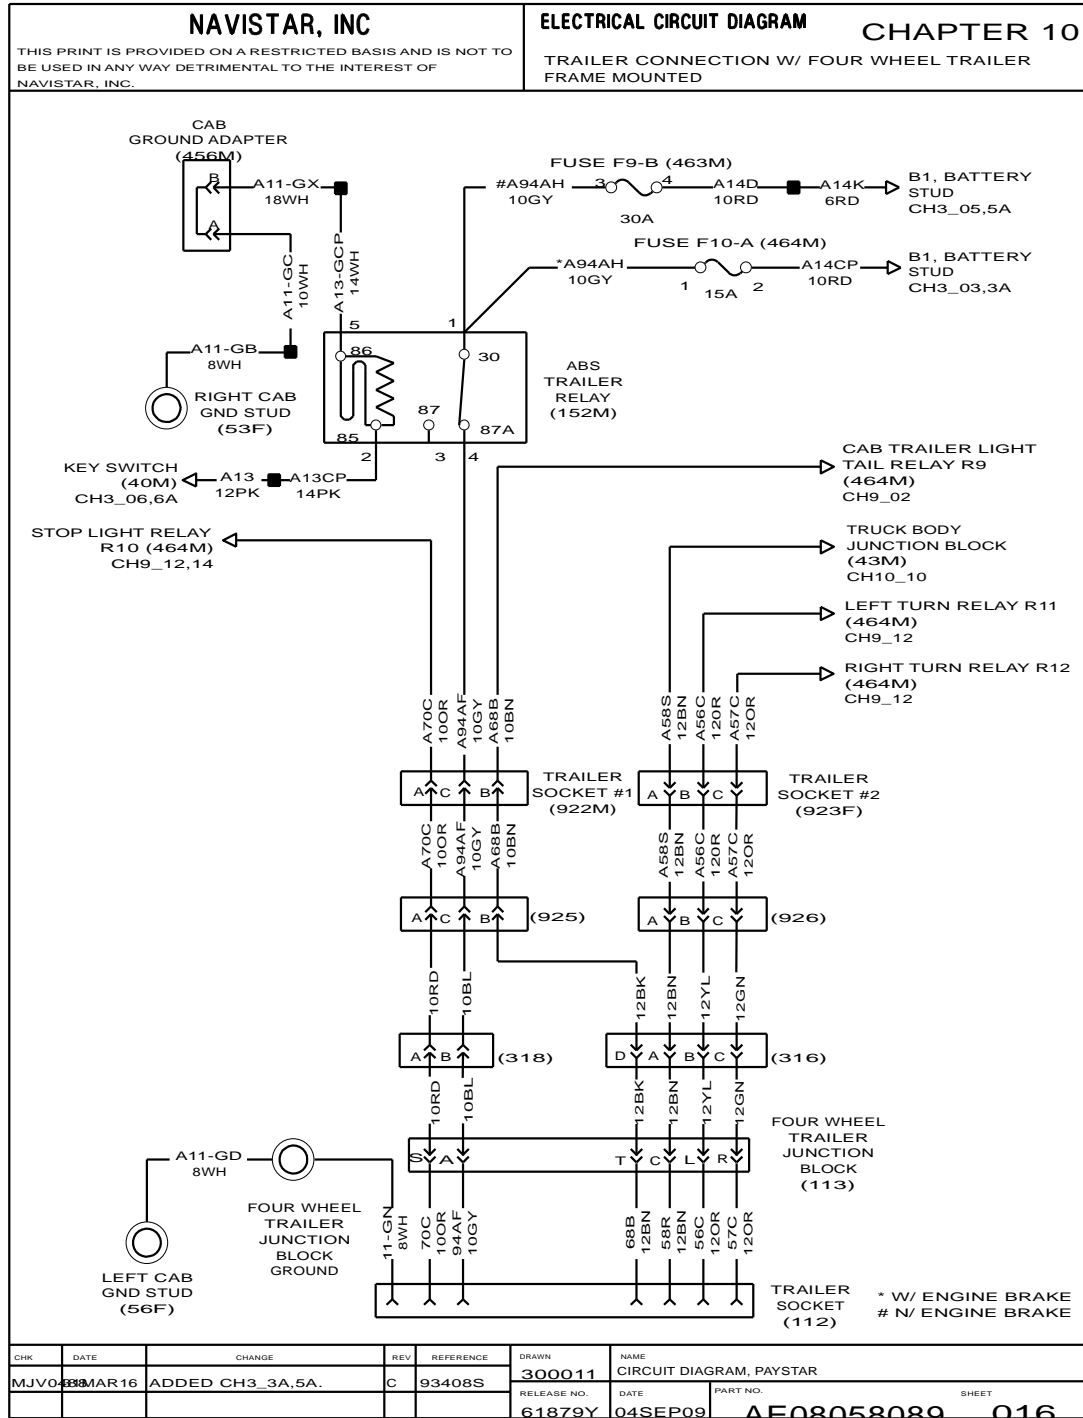 NAVISTAR, INC
THIS PRINT IS PROVIDED ON A RESTRICTED BASIS AND IS NOT TO
BE USED IN ANY WAY DETRIMENTAL TO THE INTEREST OF
NAVISTAR, INC.
ELECTRICAL CIRCUIT DIAGRAM
CHAPTER 10
TRAILER CONNECTION W/ FOUR WHEEL TRAILER
FRAME MOUNTED
CAB
GROUND ADAPTER
(456M)
B
A11-GX
18WH
A
A11-GC
10WH
A13-GCP
14WH
A11-GB
8WH
RIGHT CAB
GND STUD
(53F)
FUSE F9-B (463M)
#A94AH
10GY
3
4
30A
A14D
10RD
A14K
6RD
B1, BATTERY
STUD
CH3_05,5A
FUSE F10-A (464M)
*A94AH
10GY
1
15A
2
A14CP
10RD
B1, BATTERY
STUD
CH3_03,3A
5
1
86
30
87
87A
85
2
3
4
ABS
TRAILER
RELAY
(152M)
KEY SWITCH
(40M)
CH3_06,6A
A13
12PK
A13CP
14PK
STOP LIGHT RELAY
R10 (464M)
CH9_12,14
CAB TRAILER LIGHT
TAIL RELAY R9
(464M)
CH9_02
TRUCK BODY
JUNCTION BLOCK
(43M)
CH10_10
LEFT TURN RELAY R11
(464M)
CH9_12
RIGHT TURN RELAY R12
(464M)
CH9_12
A70C
10OR
A94AF
10GY
A68B
10BN
A58S
12BN
A56C
12OR
A57C
12OR
A C B
TRAILER
SOCKET #1
(922M)
A B C
TRAILER
SOCKET #2
(923F)
A70C
10OR
A94AF
10GY
A68B
10BN
A58S
12BN
A56C
12OR
A57C
12OR
A C B
(925)
A B C
(926)
10RD
10BL
12BK
12BN
12YL
12GN
A B
(318)
D A B C
(316)
10RD
10BL
12BK
12BN
12YL
12GN
S A T C L R
FOUR WHEEL
TRAILER
JUNCTION
BLOCK
(113)
A11-GD
8WH
FOUR WHEEL
TRAILER
JUNCTION
BLOCK
GROUND
LEFT CAB
GND STUD
(56F)
11-GN
8WH
70C
10OR
94AF
10GY
68B
12BN
58R
12BN
56C
12OR
57C
12OR
TRAILER
SOCKET
(112)
* W/ ENGINE BRAKE
# N/ ENGINE BRAKE
CHK DATE CHANGE REV REFERENCE
ADDED CH3_3A,5A. C 93408S
DRAWN
300011
NAME
CIRCUIT DIAGRAM, PAYSTAR
RELEASE NO.
61879Y
DATE
04SEP09
PART NO.
AE08058089
SHEET
016